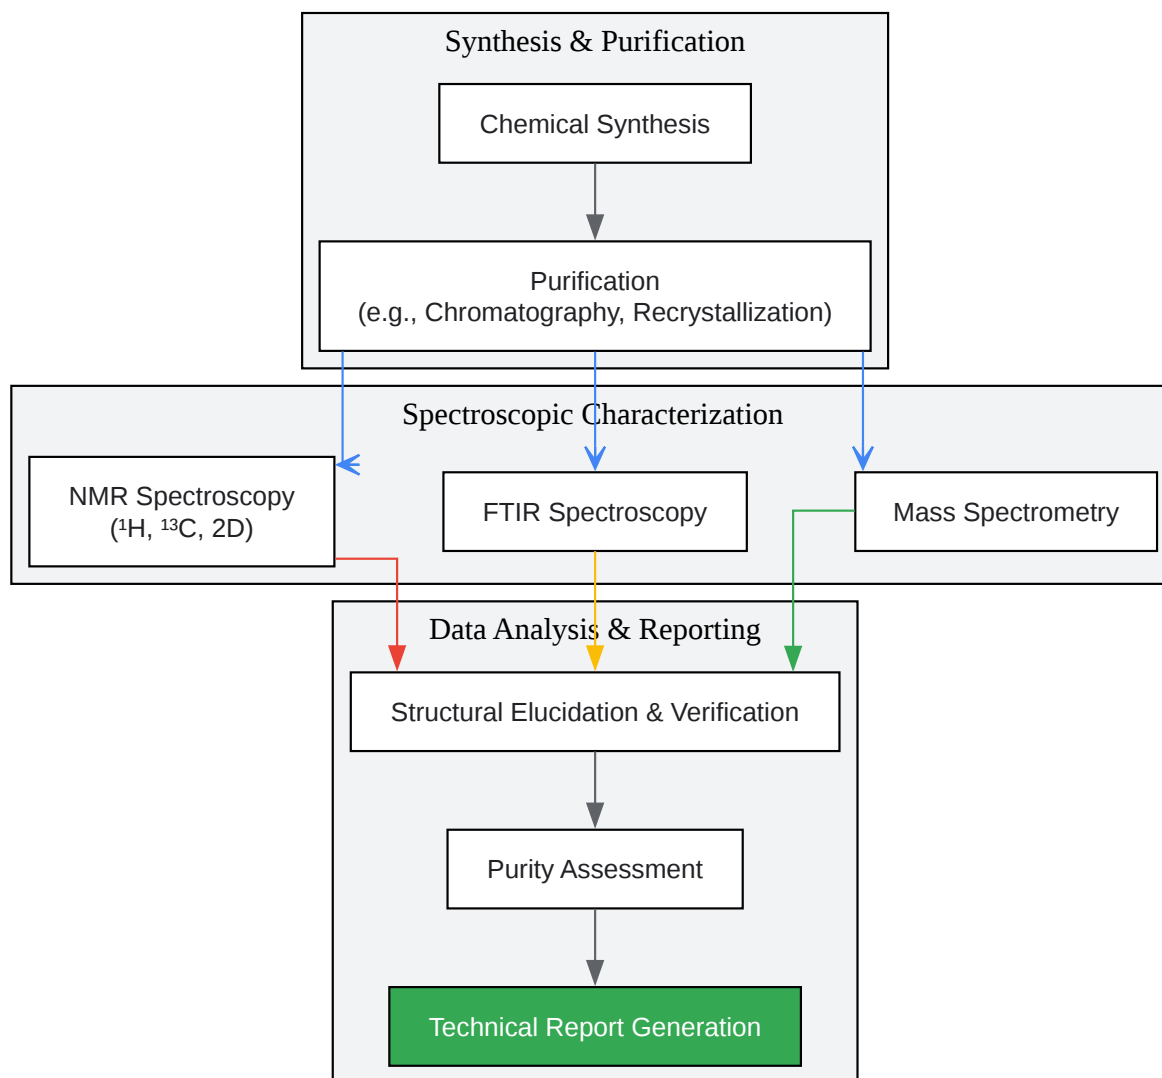 Synthesis & Purification
Chemical Synthesis
Purification
(e.g., Chromatography, Recrystallization)
Spectroscopic Characterization
NMR Spectroscopy
(¹H, ¹³C, 2D)
FTIR Spectroscopy
Mass Spectrometry
Data Analysis & Reporting
Structural Elucidation & Verification
Purity Assessment
Technical Report Generation